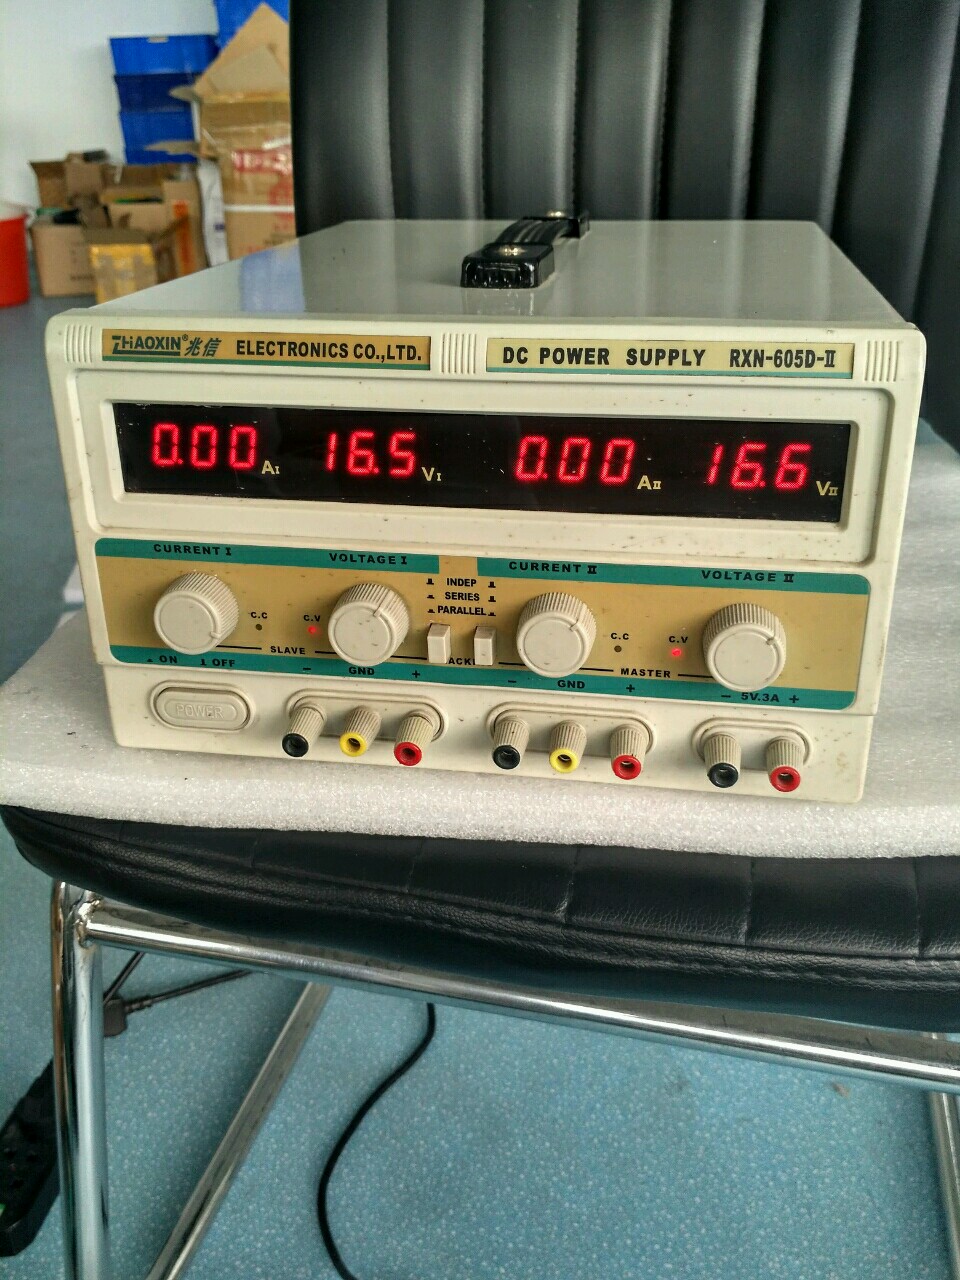 ZHAOXIN® 兆信 ELECTRONICS CO.,LTD.
DC POWER SUPPLY RXN-605D-II
0.00 AI 16.5 VI 0.00 AII 16.6 VII
CURRENT I
VOLTAGE I
CURRENT II
VOLTAGE II
INDEP
SERIES
PARALLEL
C.C
C.V
C.C
C.V
SLAVE
MASTER
ON OFF
− GND +
− GND +
− 5V.3A +
POWER